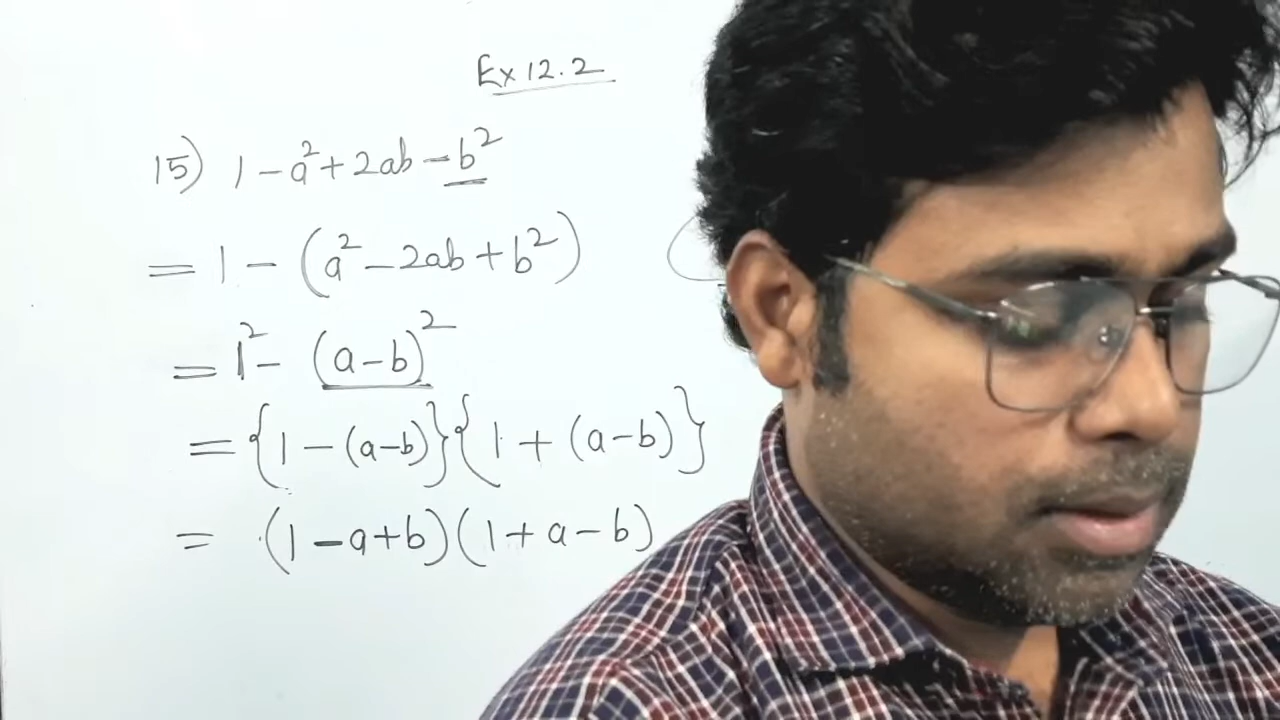 Ex 12.2
15) 1 - a² + 2ab - b²
= 1 - (a² - 2ab + b²)
= 1² - (a - b)²
= {1 - (a - b)}{1 + (a - b)}
= (1 - a + b)(1 + a - b)